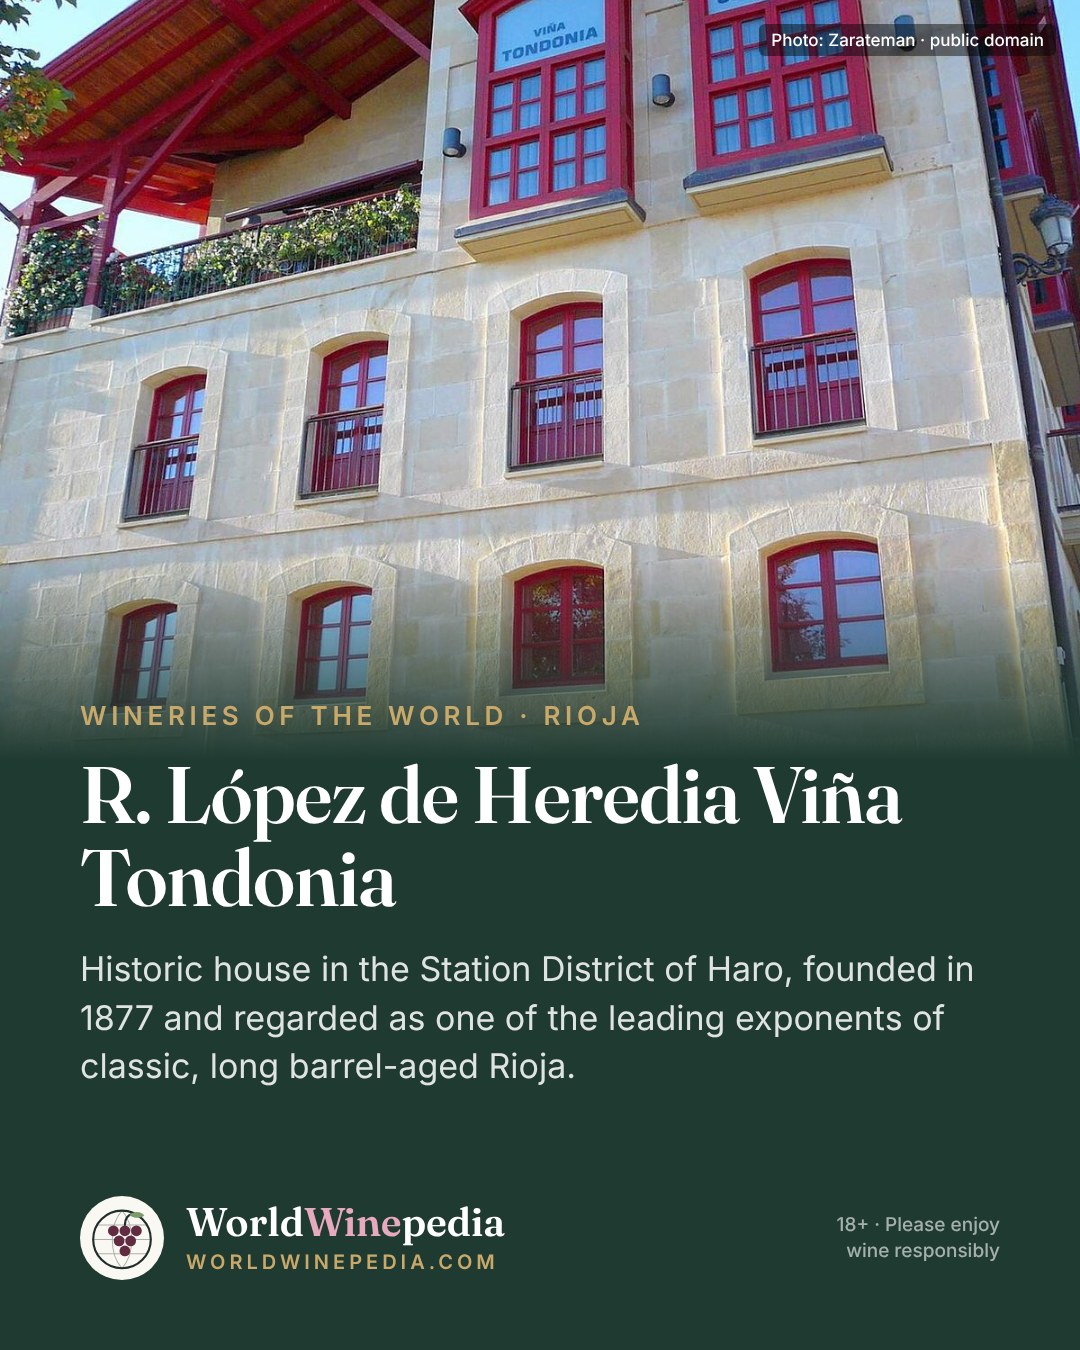 VIÑA
TONDONIA
Photo: Zarateman · public domain
WINERIES OF THE WORLD · RIOJA
R. López de Heredia Viña
Tondonia
Historic house in the Station District of Haro, founded in
1877 and regarded as one of the leading exponents of
classic, long barrel-aged Rioja.
WorldWinepedia
WORLDWINEPEDIA.COM
18+ · Please enjoy
wine responsibly